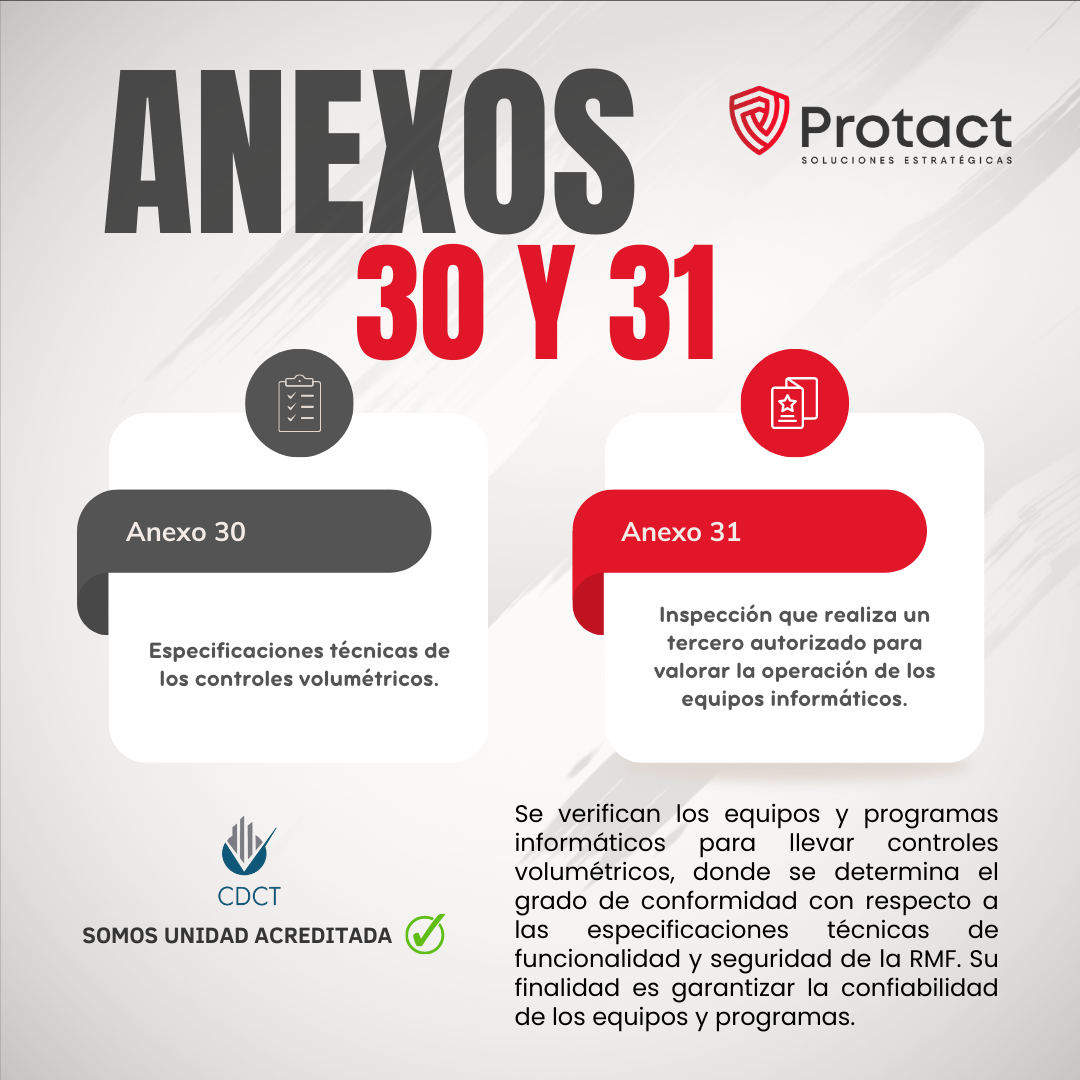 ANEXOS
Protact
SOLUCIONES ESTRATÉGICAS
30 Y 31
Anexo 30
Especificaciones técnicas de
los controles volumétricos.
Anexo 31
Inspección que realiza un
tercero autorizado para
valorar la operación de los
equipos informáticos.
CDCT
SOMOS UNIDAD ACREDITADA
Se verifican los equipos y programas
informáticos para llevar controles
volumétricos, donde se determina el
grado de conformidad con respecto a
las especificaciones técnicas de
funcionalidad y seguridad de la RMF. Su
finalidad es garantizar la confiabilidad
de los equipos y programas.